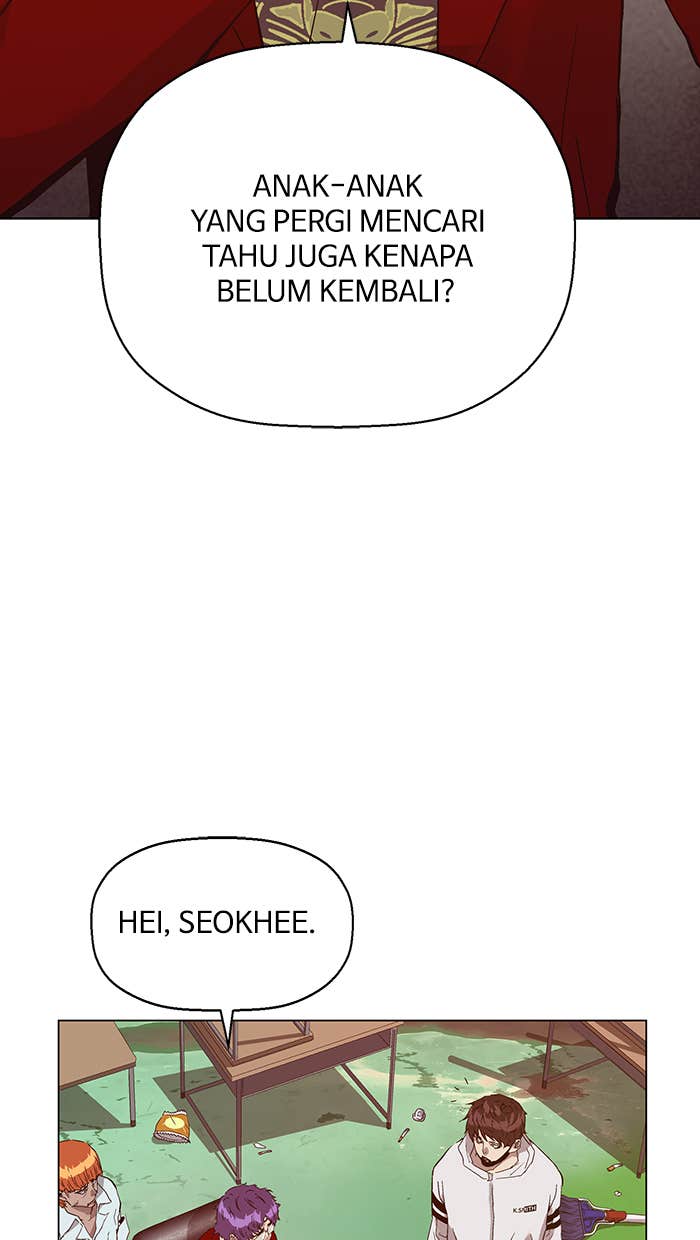 ANAK-ANAK
YANG PERGI MENCARI
TAHU JUGA KENAPA
BELUM KEMBALI?
HEI, SEOKHEE.